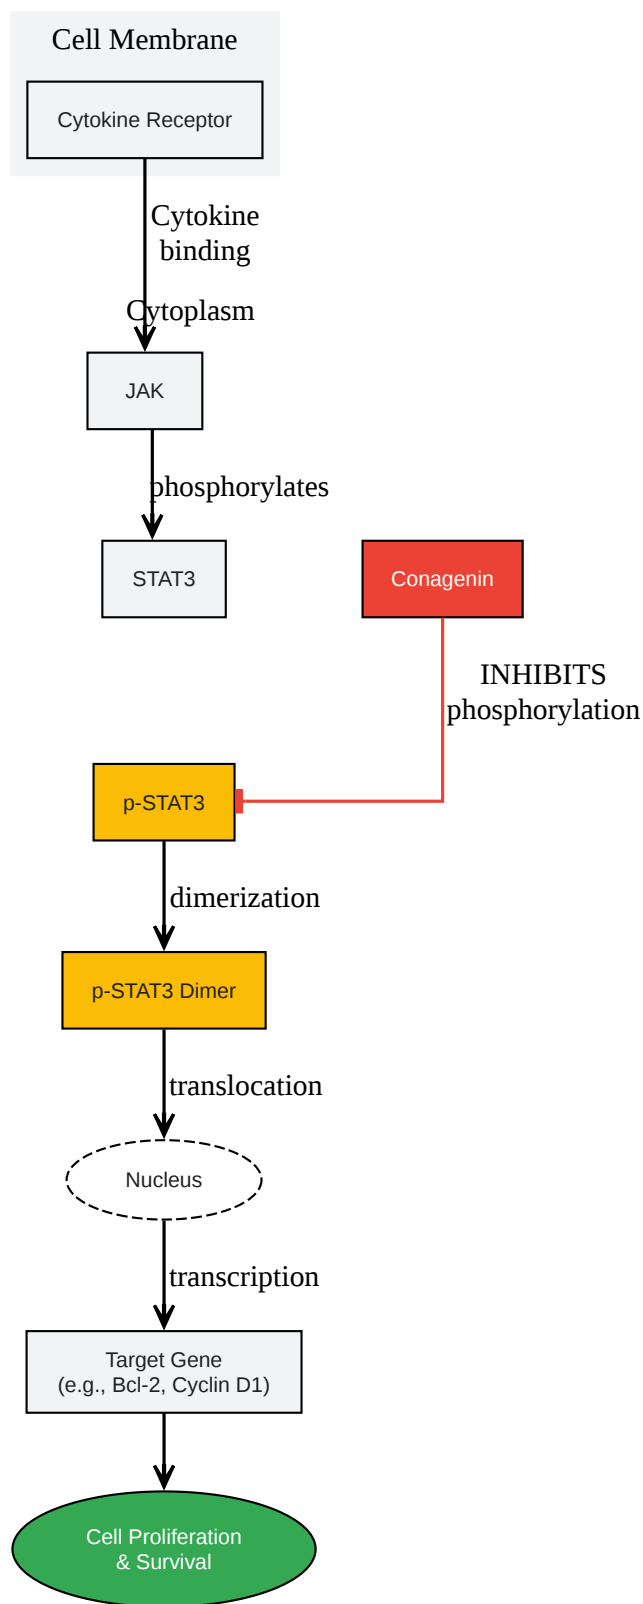 Cell Membrane
Cytokine Receptor
Cytokine
binding
Cytoplasm
JAK
phosphorylates
STAT3
Conagenin
INHIBITS
phosphorylation
p-STAT3
dimerization
p-STAT3 Dimer
translocation
Nucleus
transcription
Target Gene
(e.g., Bcl-2, Cyclin D1)
Cell Proliferation
& Survival